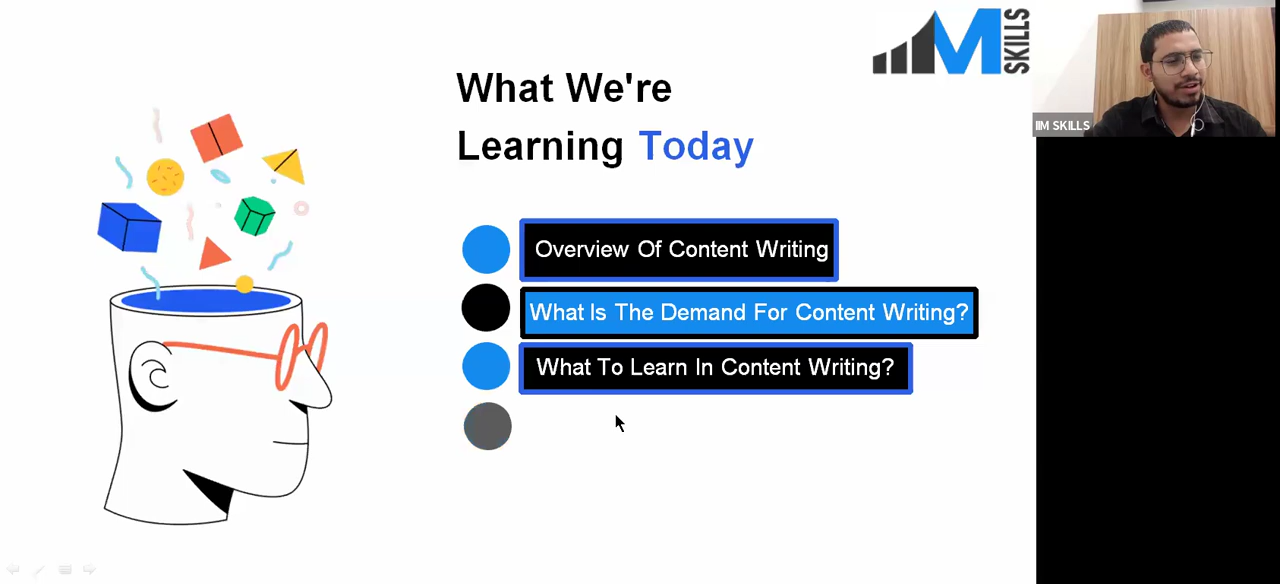 IIM SKILLS
What We're
Learning Today
IIM SKILLS
Overview Of Content Writing
What Is The Demand For Content Writing?
What To Learn In Content Writing?